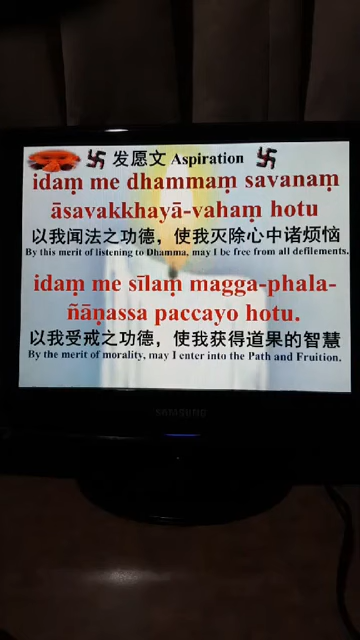 卐 发愿文 Aspiration 卐
idaṃ me dhammaṃ savanaṃ
āsavakkhayā-vahaṃ hotu
以我闻法之功德，使我灭除心中诸烦恼
By this merit of listening to Dhamma, may I be free from all defilements.
idaṃ me sīlaṃ magga-phala-
ñāṇassa paccayo hotu.
以我受戒之功德，使我获得道果的智慧
By the merit of morality, may I enter into the Path and Fruition.
SAMSUNG